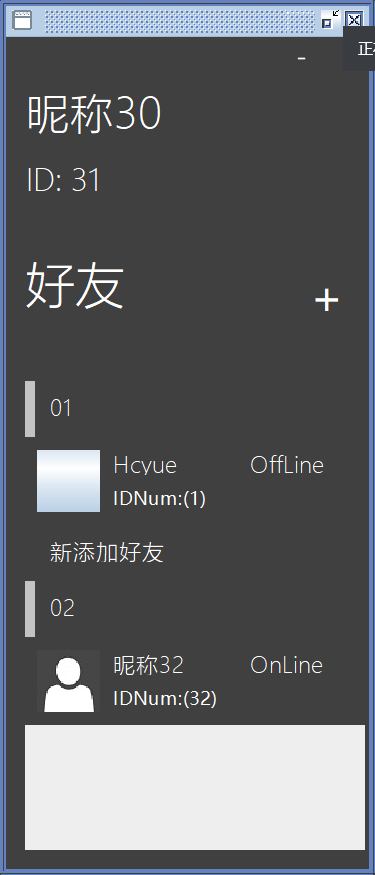 -
昵称30
ID: 31
好友
+
01
Hcyue OffLine
IDNum:(1)
新添加好友
02
昵称32 OnLine
IDNum:(32)